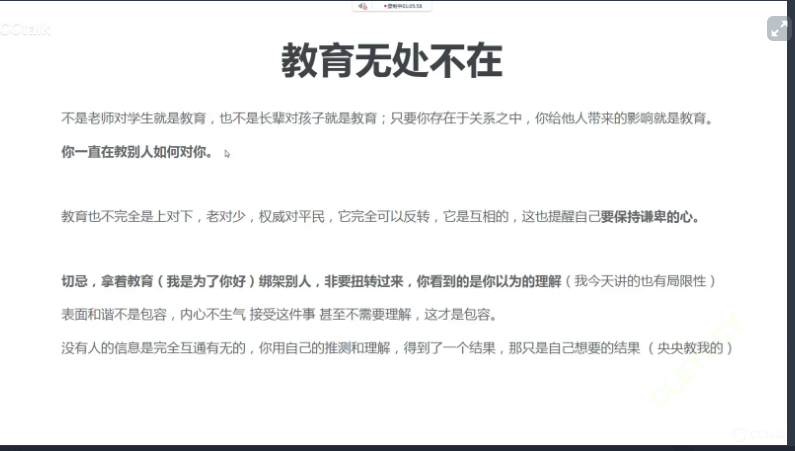 录制中01:05:58
CCtalk
教育无处不在
不是老师对学生就是教育，也不是长辈对孩子就是教育；只要你存在于关系之中，你给他人带来的影响就是教育。
你一直在教别人如何对你。
教育也不完全是上对下，老对少，权威对平民，它完全可以反转，它是互相的，这也提醒自己要保持谦卑的心。
切忌，拿着教育（我是为了你好）绑架别人，非要扭转过来，你看到的是你以为的理解（我今天讲的也有局限性）
表面和谐不是包容，内心不生气 接受这件事 甚至不需要理解，这才是包容。
没有人的信息是完全互通有无的，你用自己的推测和理解，得到了一个结果，那只是自己想要的结果 （ 央央教我的 ）